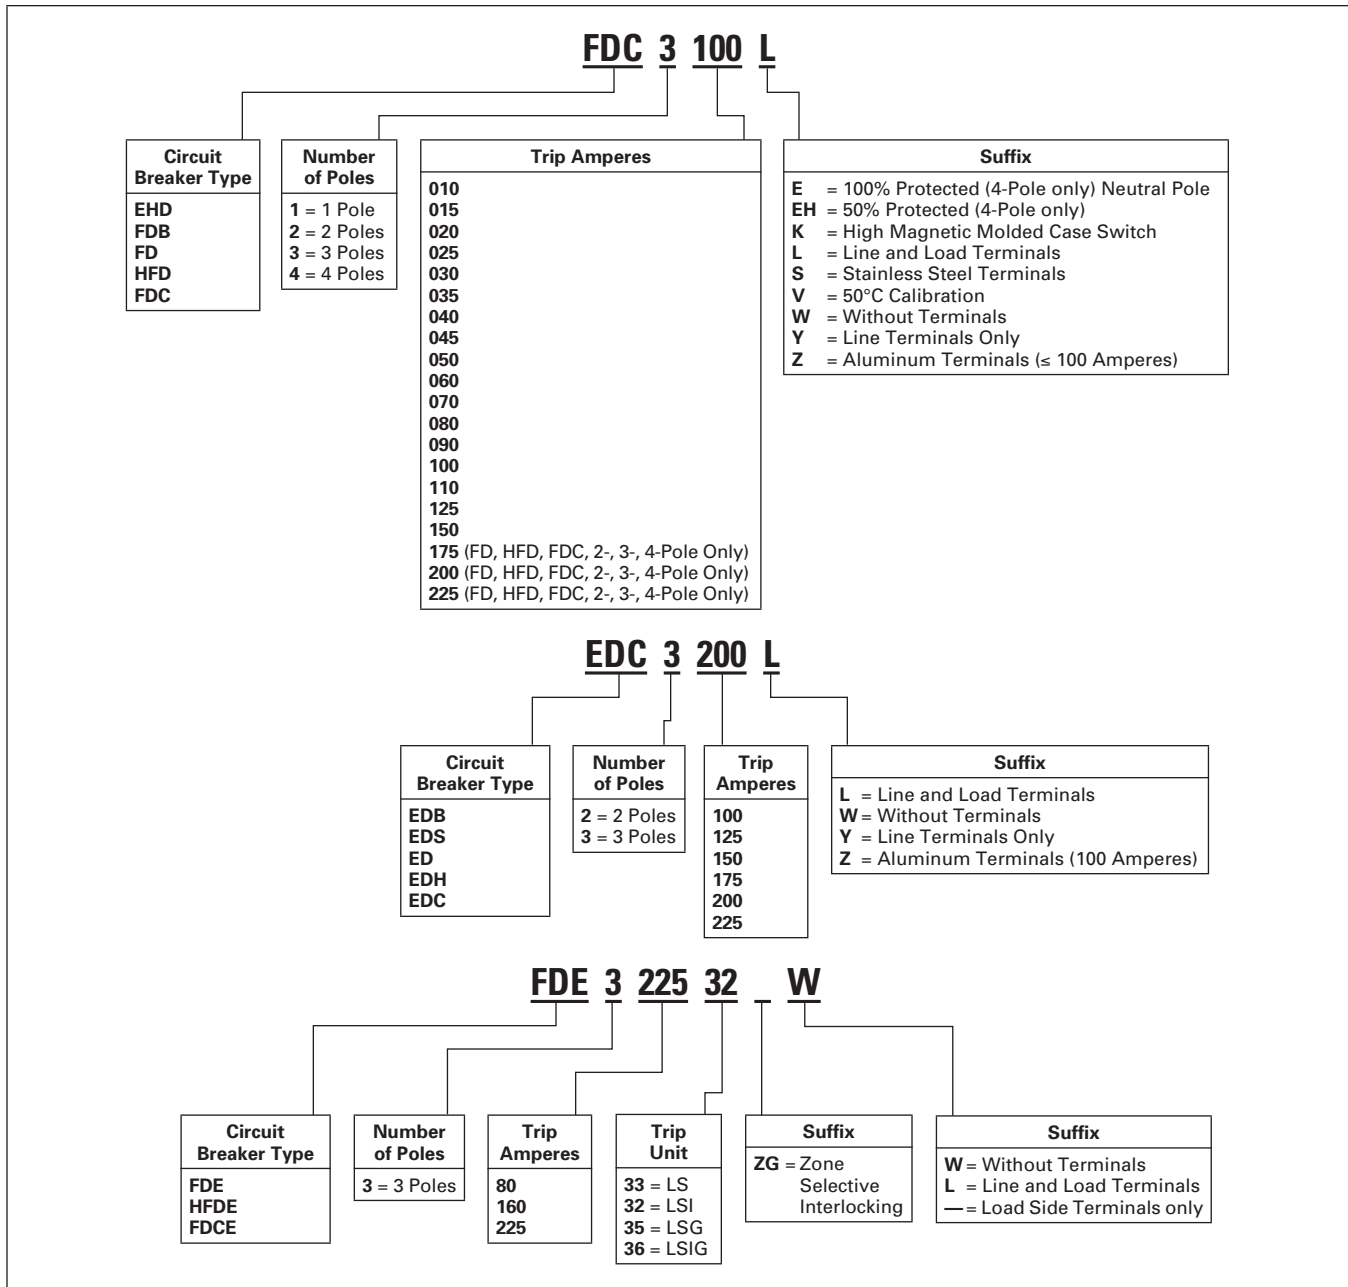 FDC 3 100 L
Circuit
Breaker Type
EHD
FDB
FD
HFD
FDC
Number
of Poles
1 = 1 Pole
2 = 2 Poles
3 = 3 Poles
4 = 4 Poles
Trip Amperes
010
015
020
025
030
035
040
045
050
060
070
080
090
100
110
125
150
175 (FD, HFD, FDC, 2-, 3-, 4-Pole Only)
200 (FD, HFD, FDC, 2-, 3-, 4-Pole Only)
225 (FD, HFD, FDC, 2-, 3-, 4-Pole Only)
Suffix
E = 100% Protected (4-Pole only) Neutral Pole
EH = 50% Protected (4-Pole only)
K = High Magnetic Molded Case Switch
L = Line and Load Terminals
S = Stainless Steel Terminals
V = 50°C Calibration
W = Without Terminals
Y = Line Terminals Only
Z = Aluminum Terminals (≤ 100 Amperes)
EDC 3 200 L
Circuit
Breaker Type
EDB
EDS
ED
EDH
EDC
Number
of Poles
2 = 2 Poles
3 = 3 Poles
Trip
Amperes
100
125
150
175
200
225
Suffix
L = Line and Load Terminals
W = Without Terminals
Y = Line Terminals Only
Z = Aluminum Terminals (100 Amperes)
FDE 3 225 32 _ W
Circuit
Breaker Type
FDE
HFDE
FDCE
Number
of Poles
3 = 3 Poles
Trip
Amperes
80
160
225
Trip
Unit
33 = LS
32 = LSI
35 = LSG
36 = LSIG
Suffix
ZG = Zone
Selective
Interlocking
Suffix
W = Without Terminals
L = Line and Load Terminals
— = Load Side Terminals only